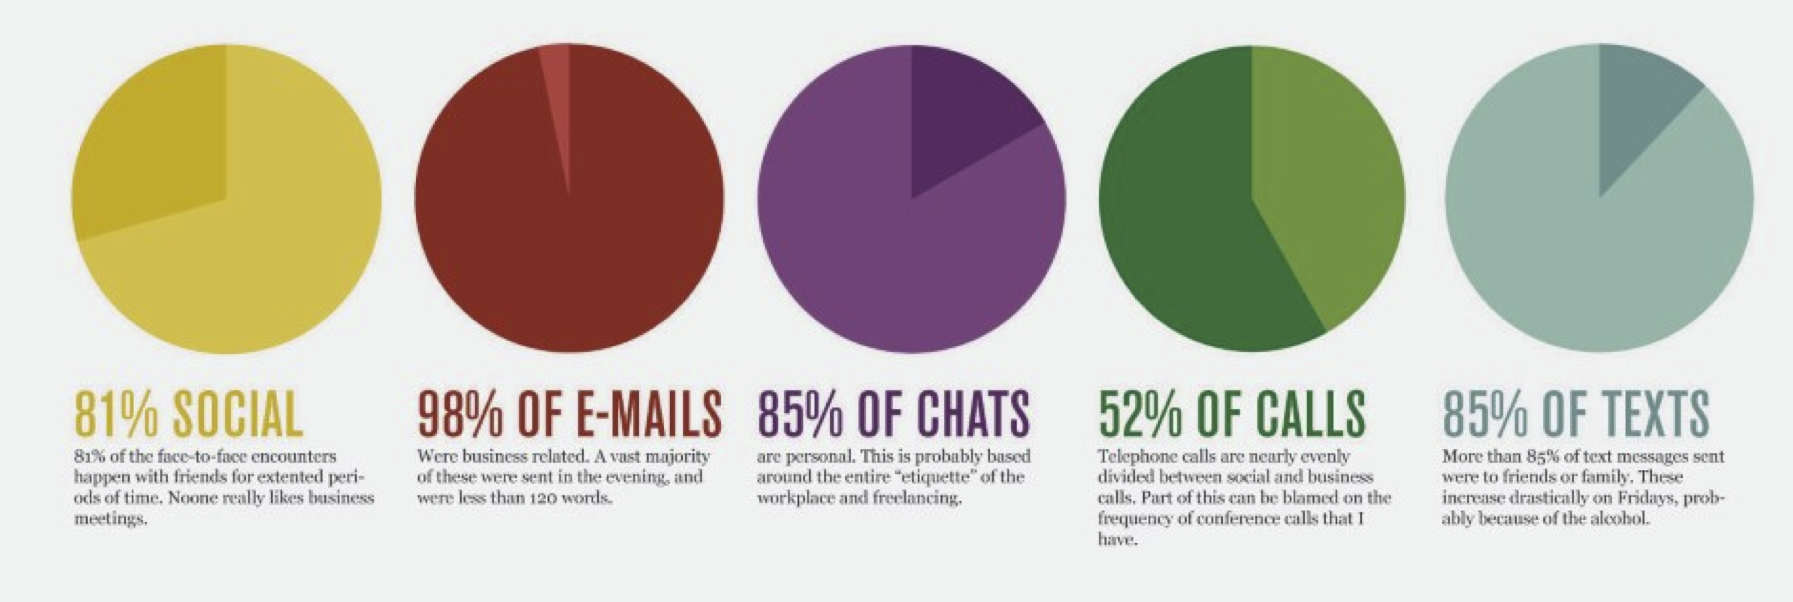 81% SOCIAL
81% of the face-to-face encounters
happen with friends for extented peri-
ods of time. Noone really likes business
meetings.
98% OF E-MAILS
Were business related. A vast majority
of these were sent in the evening, and
were less than 120 words.
85% OF CHATS
are personal. This is probably based
around the entire “etiquette” of the
workplace and freelancing.
52% OF CALLS
Telephone calls are nearly evenly
divided between social and business
calls. Part of this can be blamed on the
frequency of conference calls that I
have.
85% OF TEXTS
More than 85% of text messages sent
were to friends or family. These
increase drastically on Fridays, prob-
ably because of the alcohol.